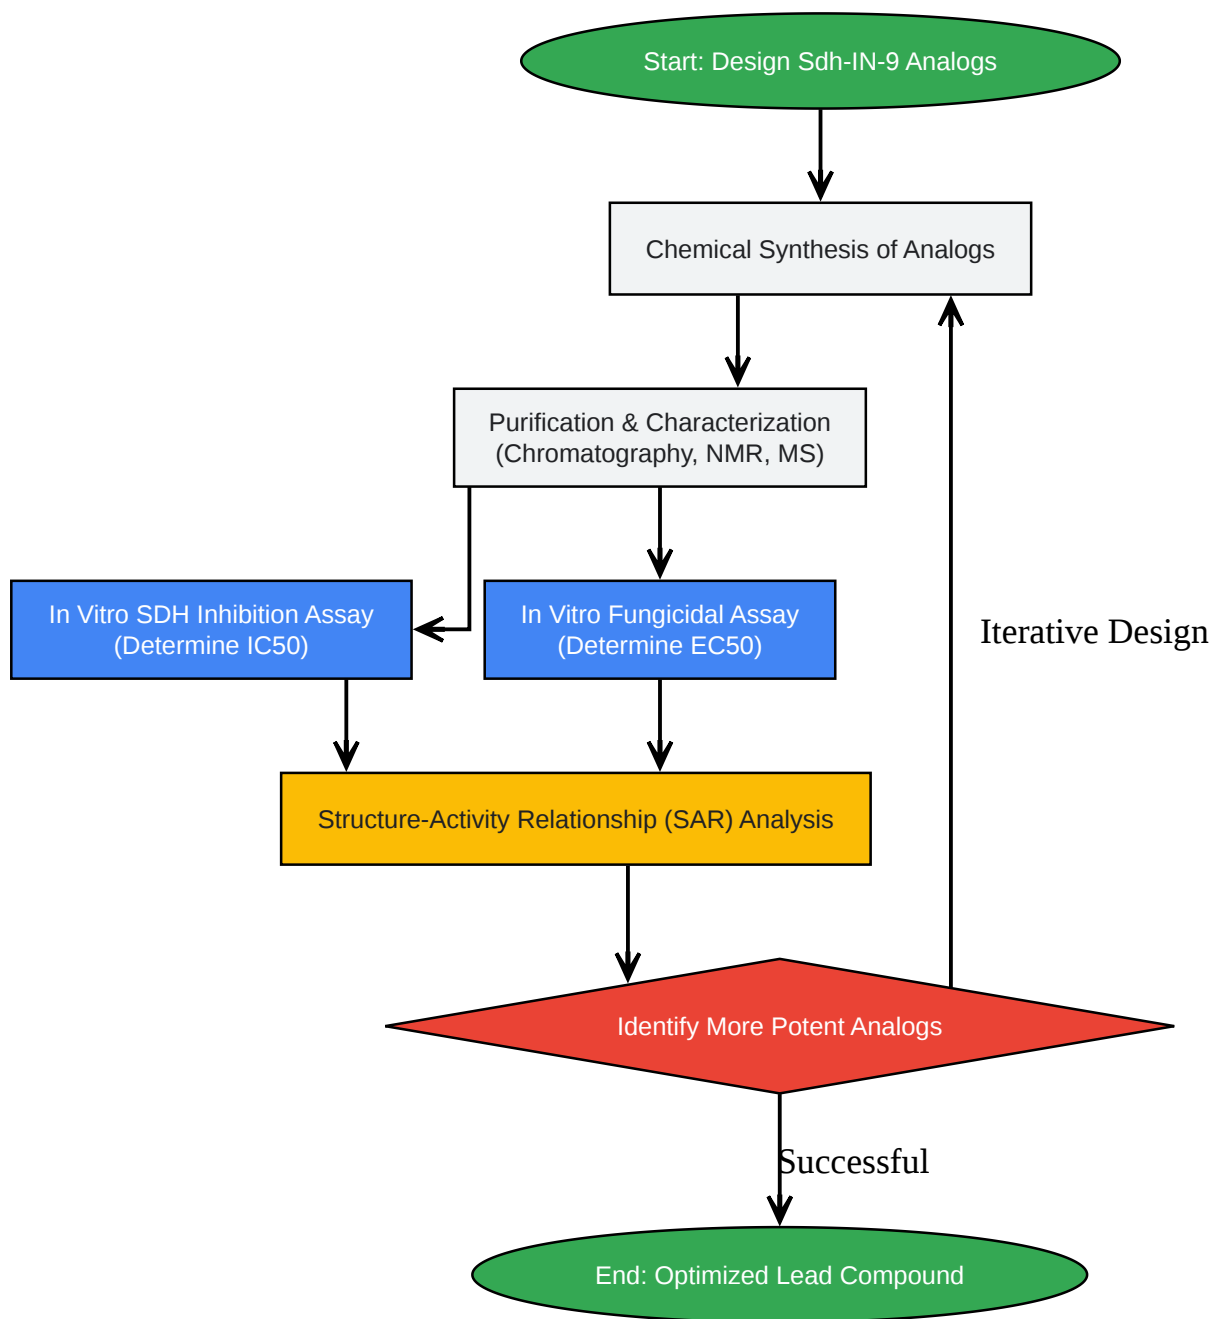 Start: Design Sdh-IN-9 Analogs
Chemical Synthesis of Analogs
Purification & Characterization
(Chromatography, NMR, MS)
In Vitro SDH Inhibition Assay
(Determine IC50)
In Vitro Fungicidal Assay
(Determine EC50)
Iterative Design
Structure-Activity Relationship (SAR) Analysis
Identify More Potent Analogs
Successful
End: Optimized Lead Compound